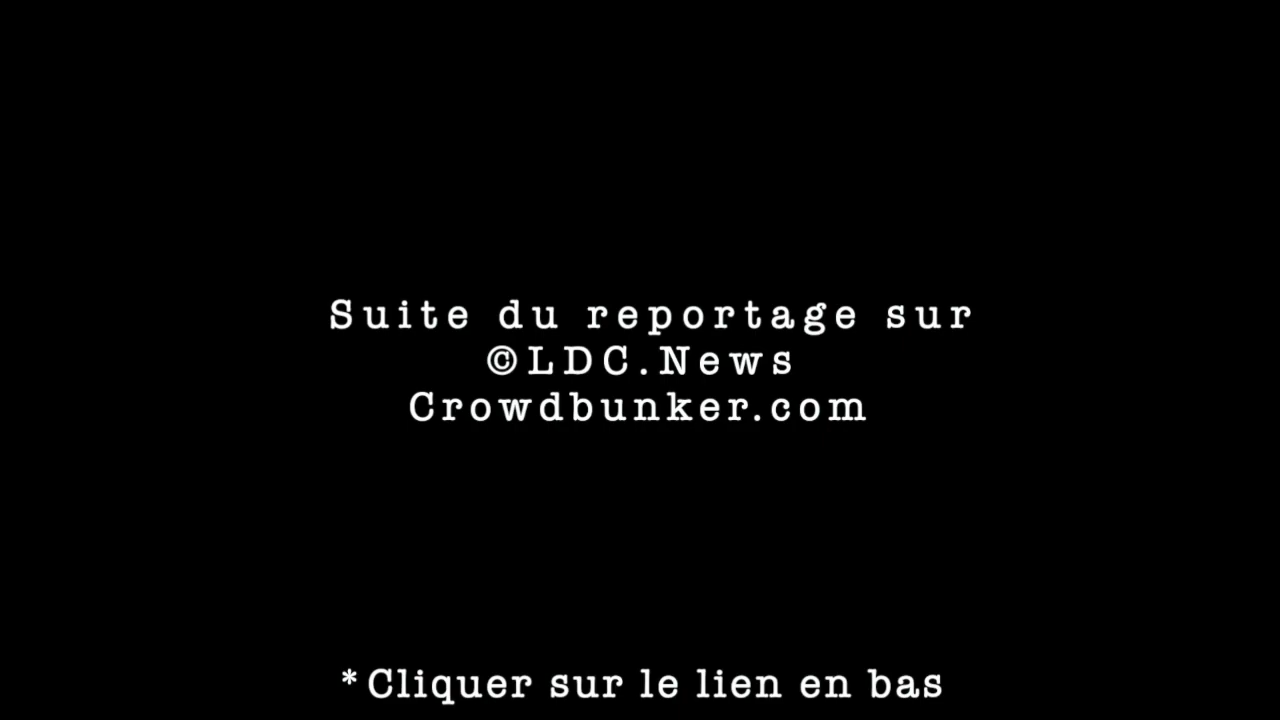 Suite du reportage sur
©LDC.News
Crowdbunker.com
*Cliquer sur le lien en bas